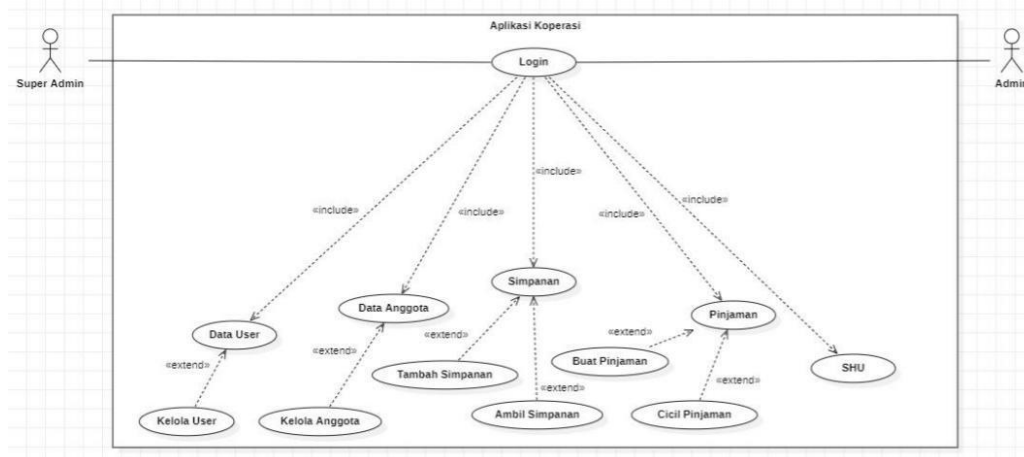 Aplikasi Koperasi
Login
Super Admin
Admin
«include»
«include»
«include»
«include»
«include»
Simpanan
Data Anggota
Pinjaman
Data User
«extend»
«extend»
«extend»
«extend»
Buat Pinjaman
SHU
Tambah Simpanan
«extend»
«extend»
Kelola User
Kelola Anggota
Ambil Simpanan
Cicil Pinjaman